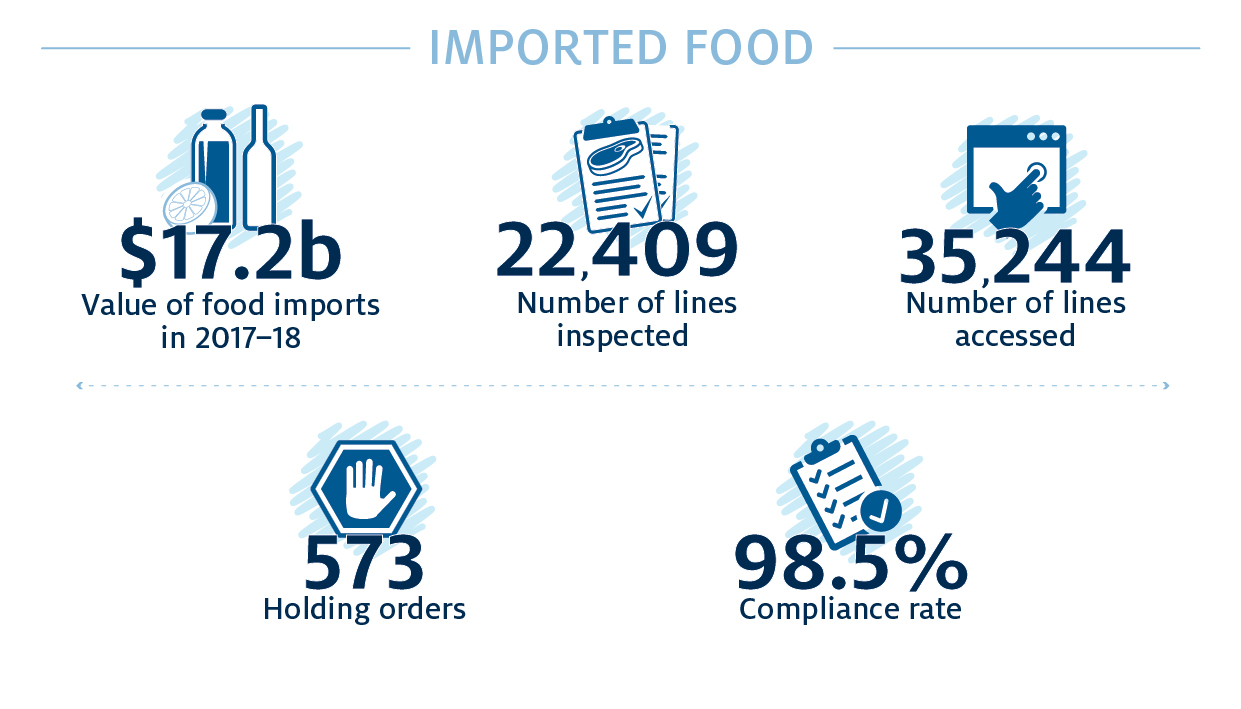 IMPORTED FOOD
$17.2b
Value of food imports
in 2017–18
22,409
Number of lines
inspected
35,244
Number of lines
accessed
573
Holding orders
98.5%
Compliance rate